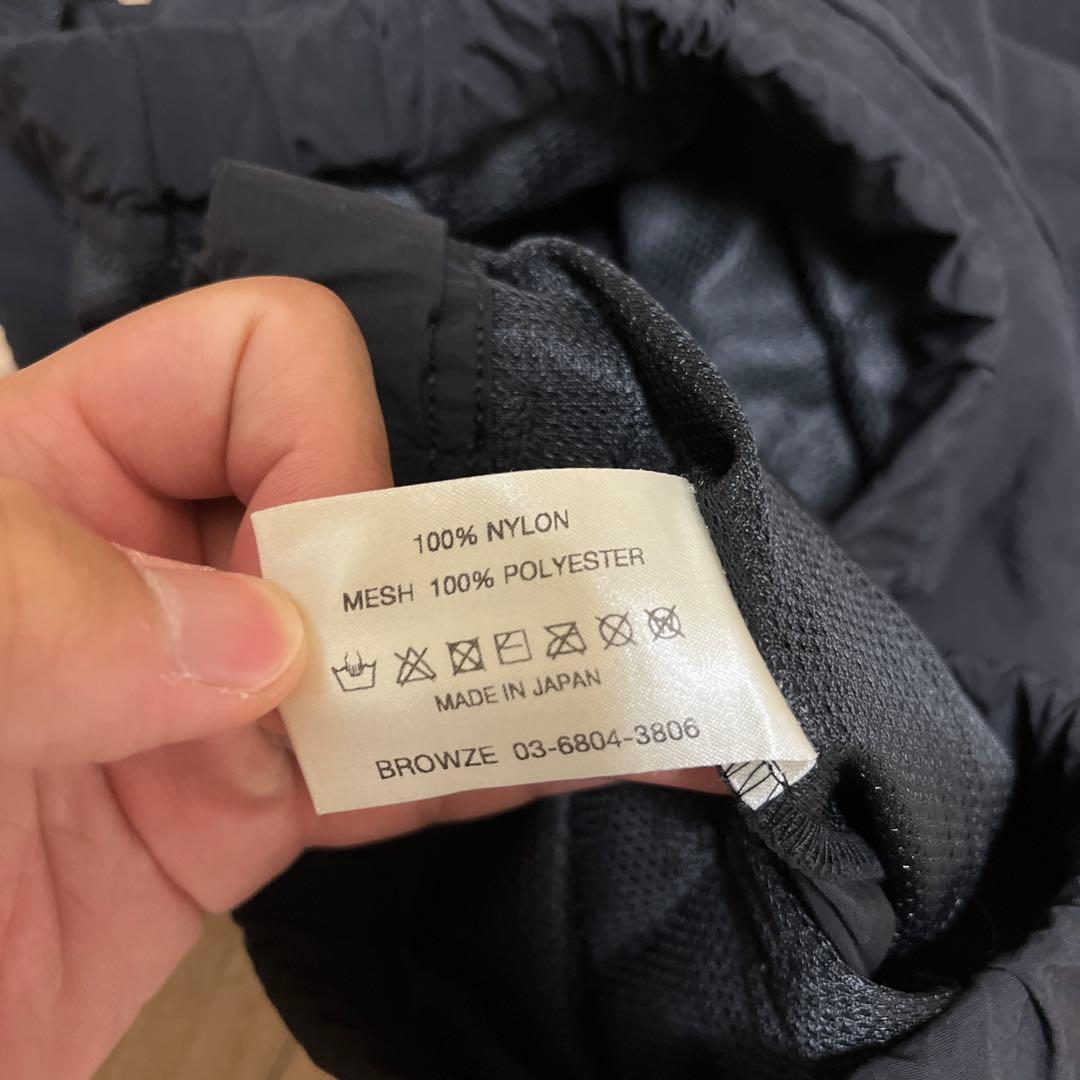 100% NYLON
MESH 100% POLYESTER
MADE IN JAPAN
BROWZE 03-6804-3806